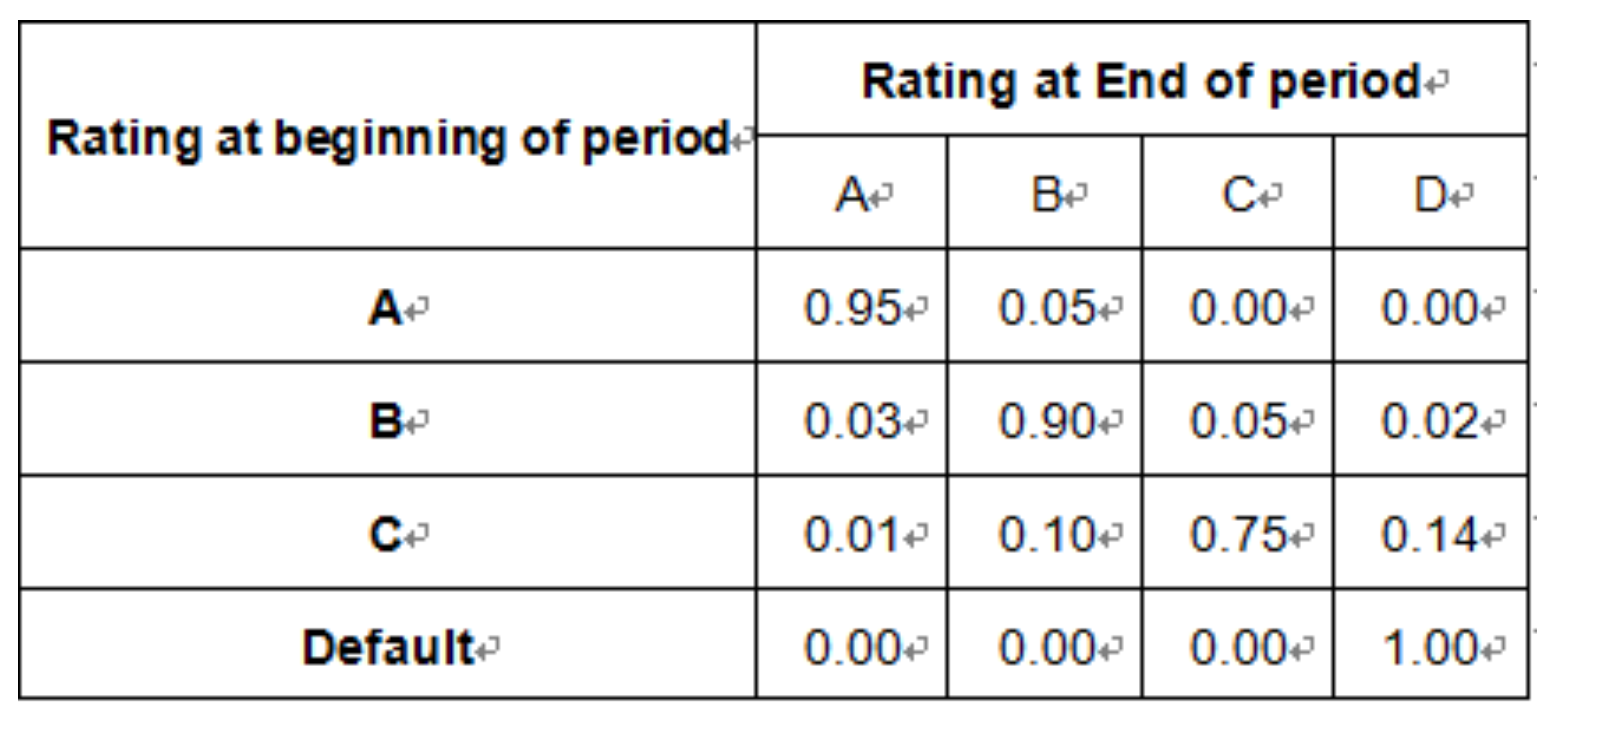 Rating at beginning of period
Rating at End of period
A B C D
A 0.95 0.05 0.00 0.00
B 0.03 0.90 0.05 0.02
C 0.01 0.10 0.75 0.14
Default 0.00 0.00 0.00 1.00